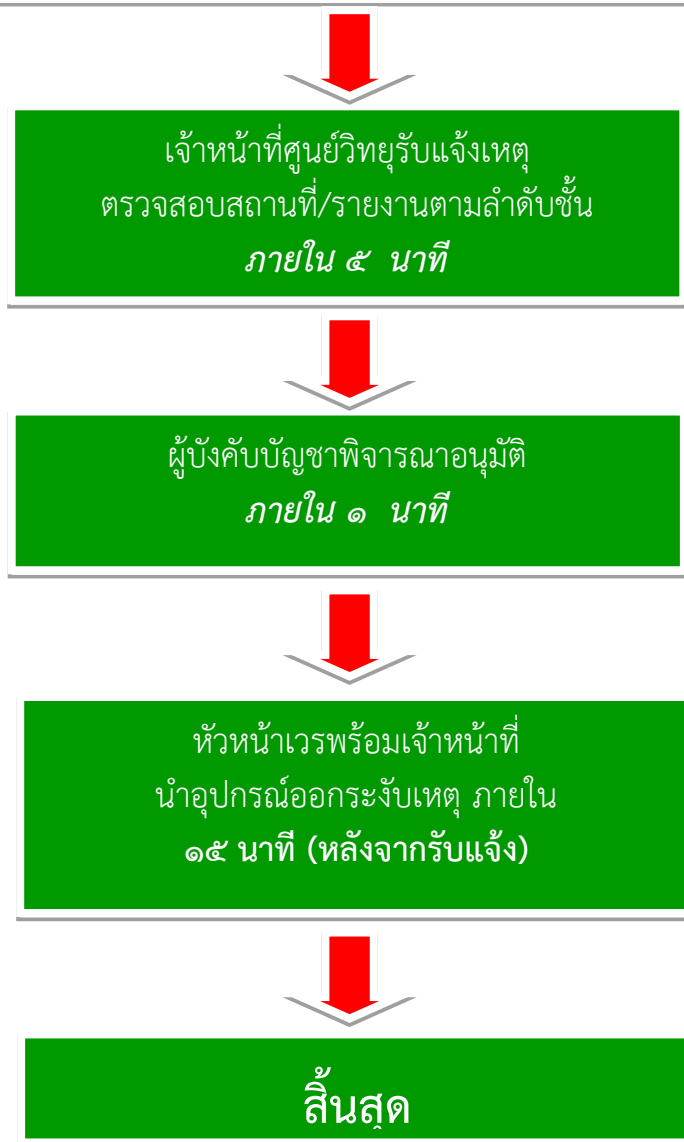 เจ้าหน้าที่ศูนย์วิทยุรับแจ้งเหตุ
ตรวจสอบสถานที่/รายงานตามลำดับชั้น
ภายใน ๕ นาที
ผู้บังคับบัญชาพิจารณาอนุมัติ
ภายใน ๑ นาที
หัวหน้าเวรพร้อมเจ้าหน้าที่
นำอุปกรณ์ออกระงับเหตุ ภายใน
๑๕ นาที (หลังจากรับแจ้ง)
สิ้นสุด